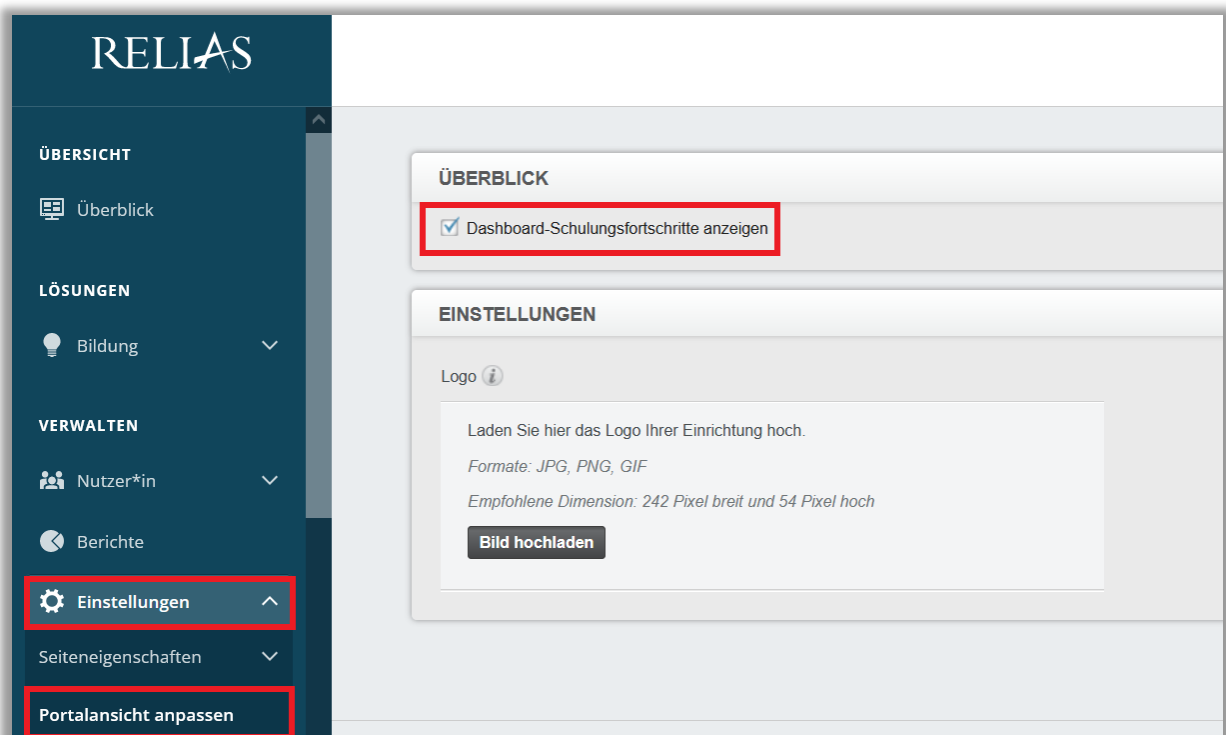 RELIAS
ÜBERSICHT
Überblick
LÖSUNGEN
Bildung
VERWALTEN
Nutzer*in
Berichte
Einstellungen
Seiteneigenschaften
Portalansicht anpassen
ÜBERBLICK
Dashboard-Schulungsfortschritte anzeigen
EINSTELLUNGEN
Logo i
Laden Sie hier das Logo Ihrer Einrichtung hoch.
Formate: JPG, PNG, GIF
Empfohlene Dimension: 242 Pixel breit und 54 Pixel hoch
Bild hochladen